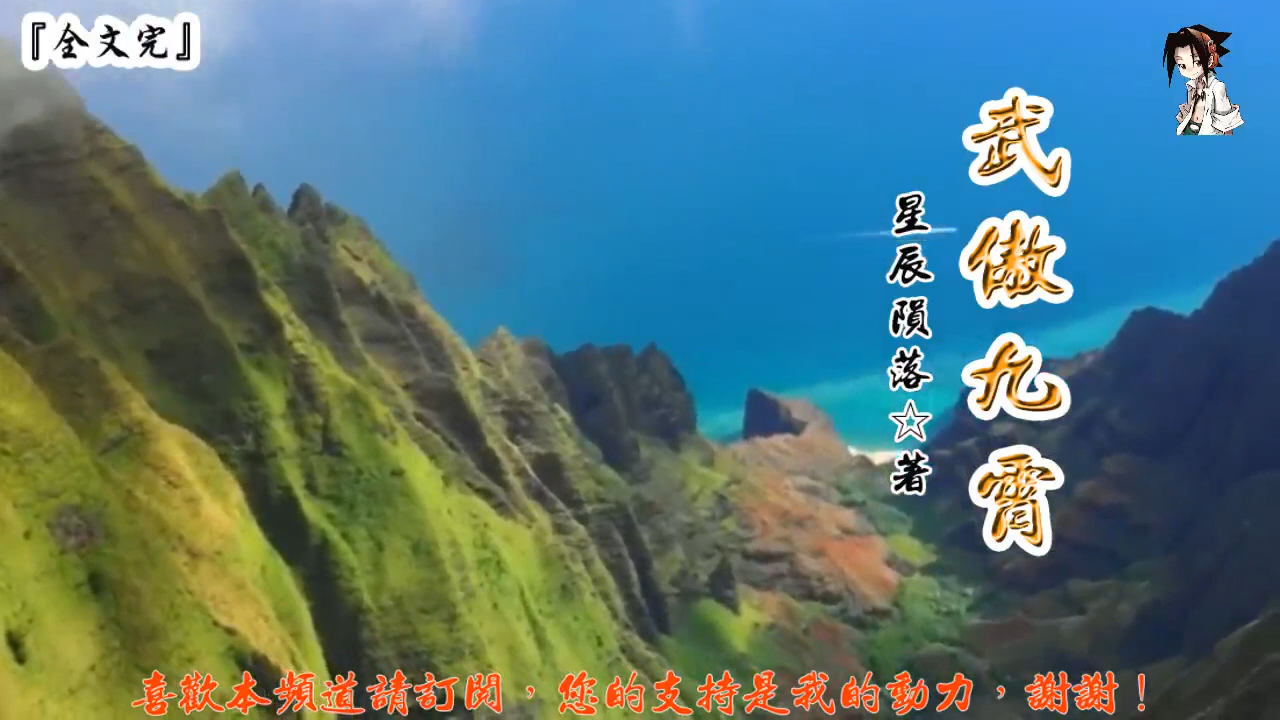 『全文完』
武傲九霄
星辰隕落☆著
喜歡本頻道請訂閱，您的支持是我的動力，謝謝！